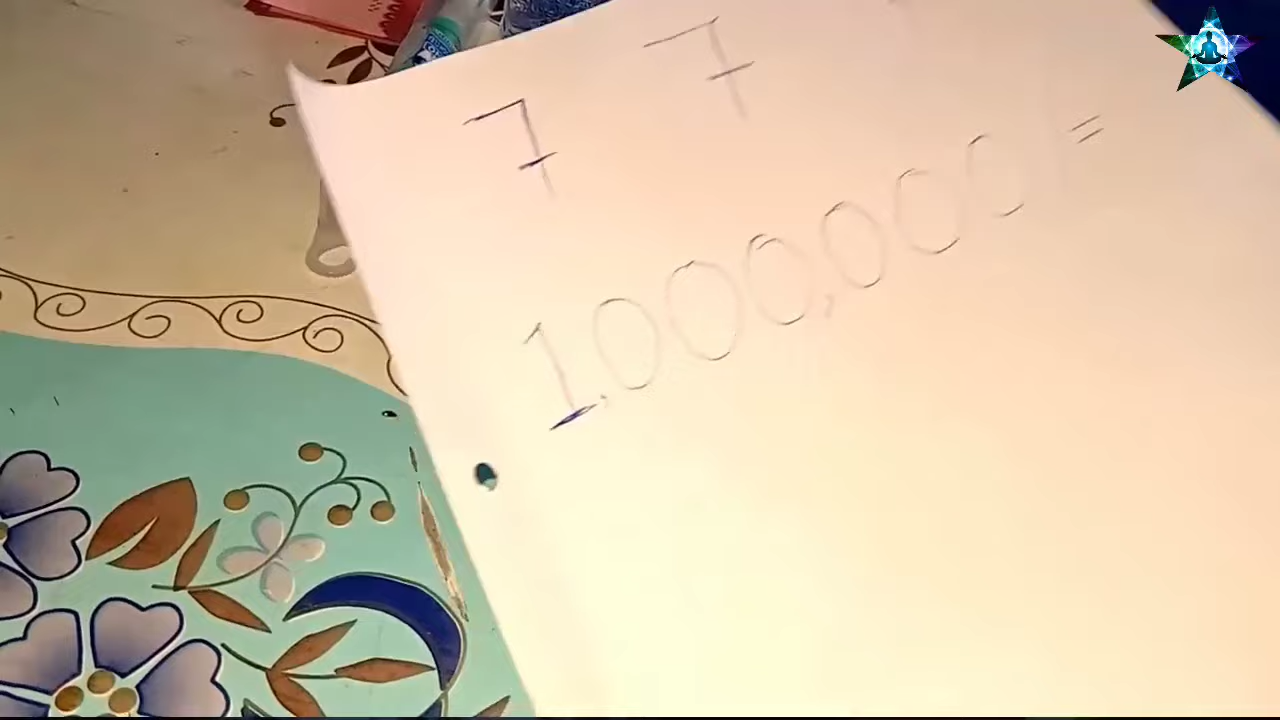 7 7
1,000,000 =